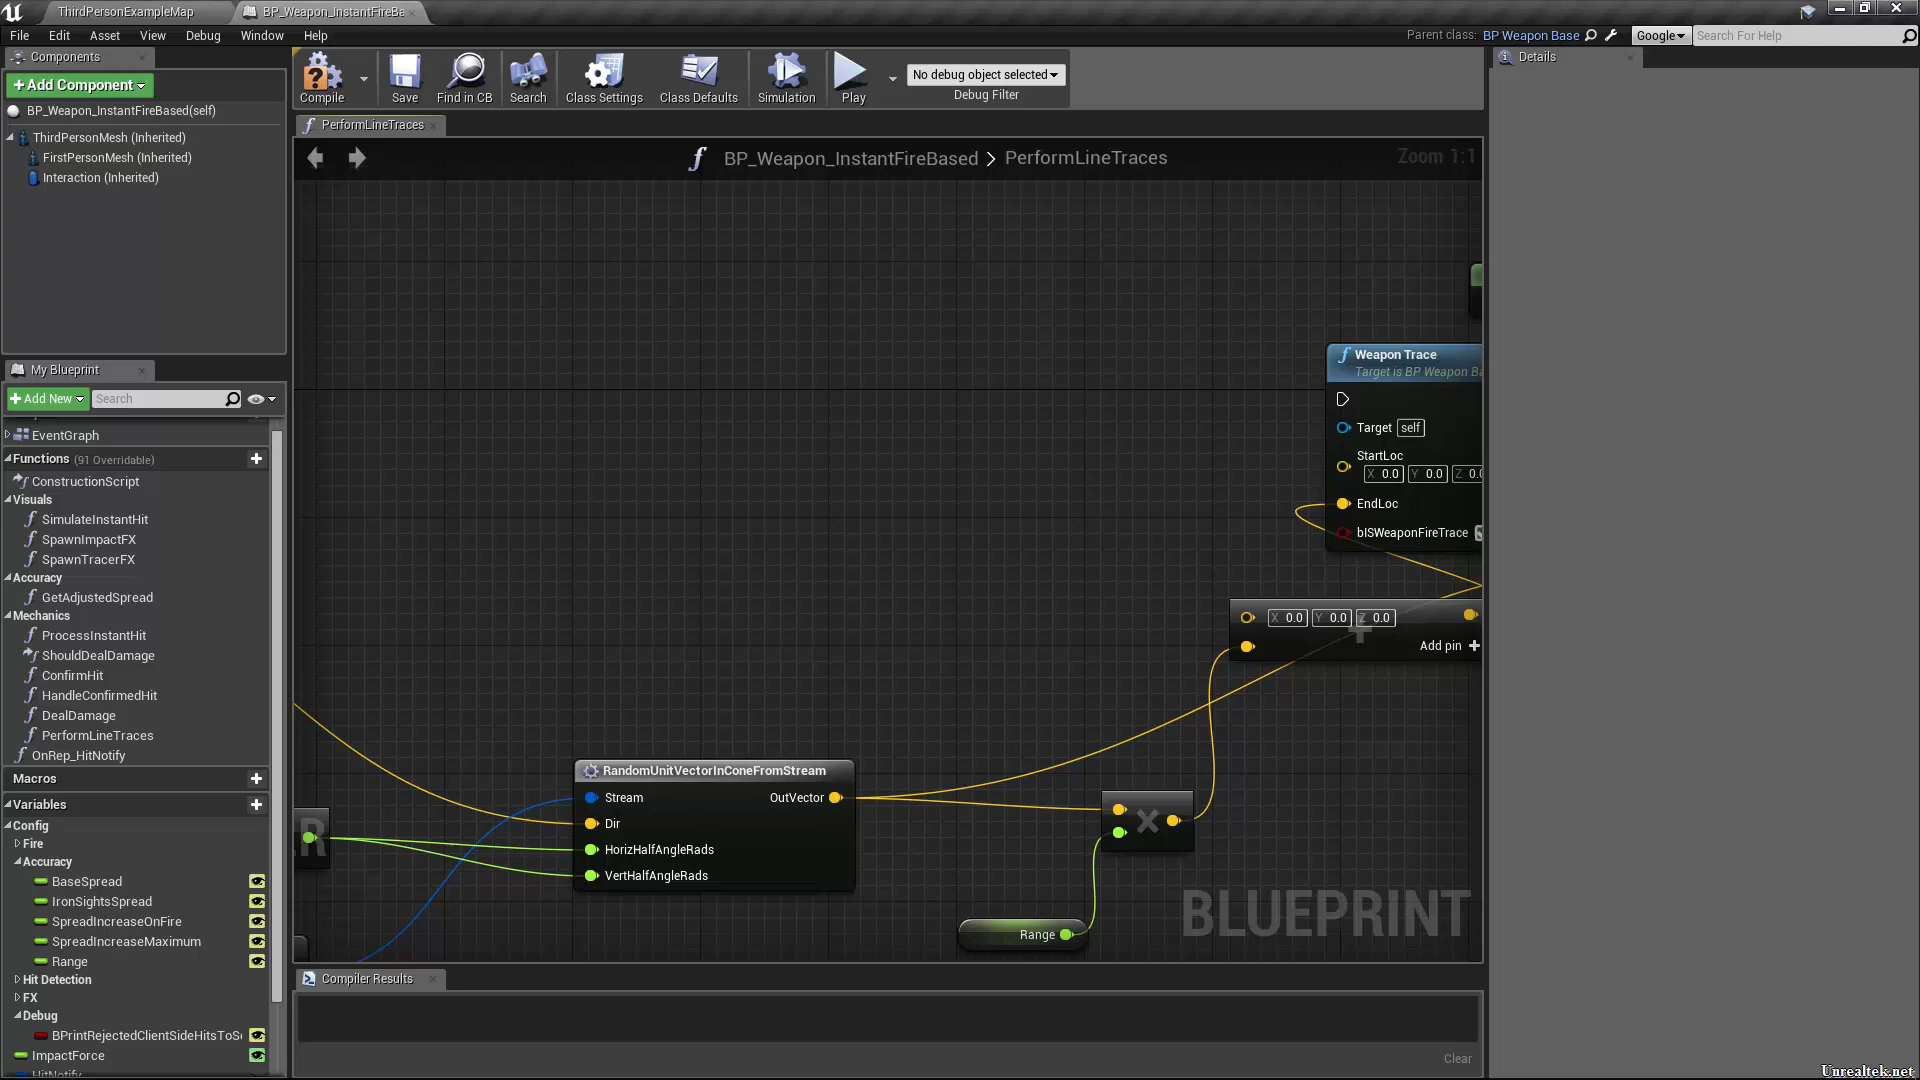 ThirdPersonExampleMap
BP_Weapon_InstantFireBa
File Edit Asset View Debug Window Help
Parent class: BP Weapon Base
Google
Search For Help
Components
+Add Component
BP_Weapon_InstantFireBased(self)
ThirdPersonMesh (Inherited)
FirstPersonMesh (Inherited)
Interaction (Inherited)
My Blueprint
+Add New
Search
EventGraph
Functions (91 Overridable)
ConstructionScript
Visuals
SimulateInstantHit
SpawnImpactFX
SpawnTracerFX
Accuracy
GetAdjustedSpread
Mechanics
ProcessInstantHit
ShouldDealDamage
ConfirmHit
HandleConfirmedHit
DealDamage
PerformLineTraces
OnRep_HitNotify
Macros
Variables
Config
Fire
Accuracy
BaseSpread
IronSightsSpread
SpreadIncreaseOnFire
SpreadIncreaseMaximum
Range
Hit Detection
FX
Debug
BPrintRejectedClientSideHitsToS
ImpactForce
HitNotify
Compile
Save
Find in CB
Search
Class Settings
Class Defaults
Simulation
Play
No debug object selected
Debug Filter
PerformLineTraces
BP_Weapon_InstantFireBased > PerformLineTraces
Zoom 1:1
Weapon Trace
Target is BP Weapon Ba
Target self
StartLoc
X 0.0 Y 0.0 Z 0.0
EndLoc
bISWeaponFireTrace
X 0.0 Y 0.0 Z 0.0
Add pin +
RandomUnitVectorInConeFromStream
Stream OutVector
Dir
HorizHalfAngleRads
VertHalfAngleRads
R
Range
BLUEPRINT
Compiler Results
Clear
Details
Unrealtek.net